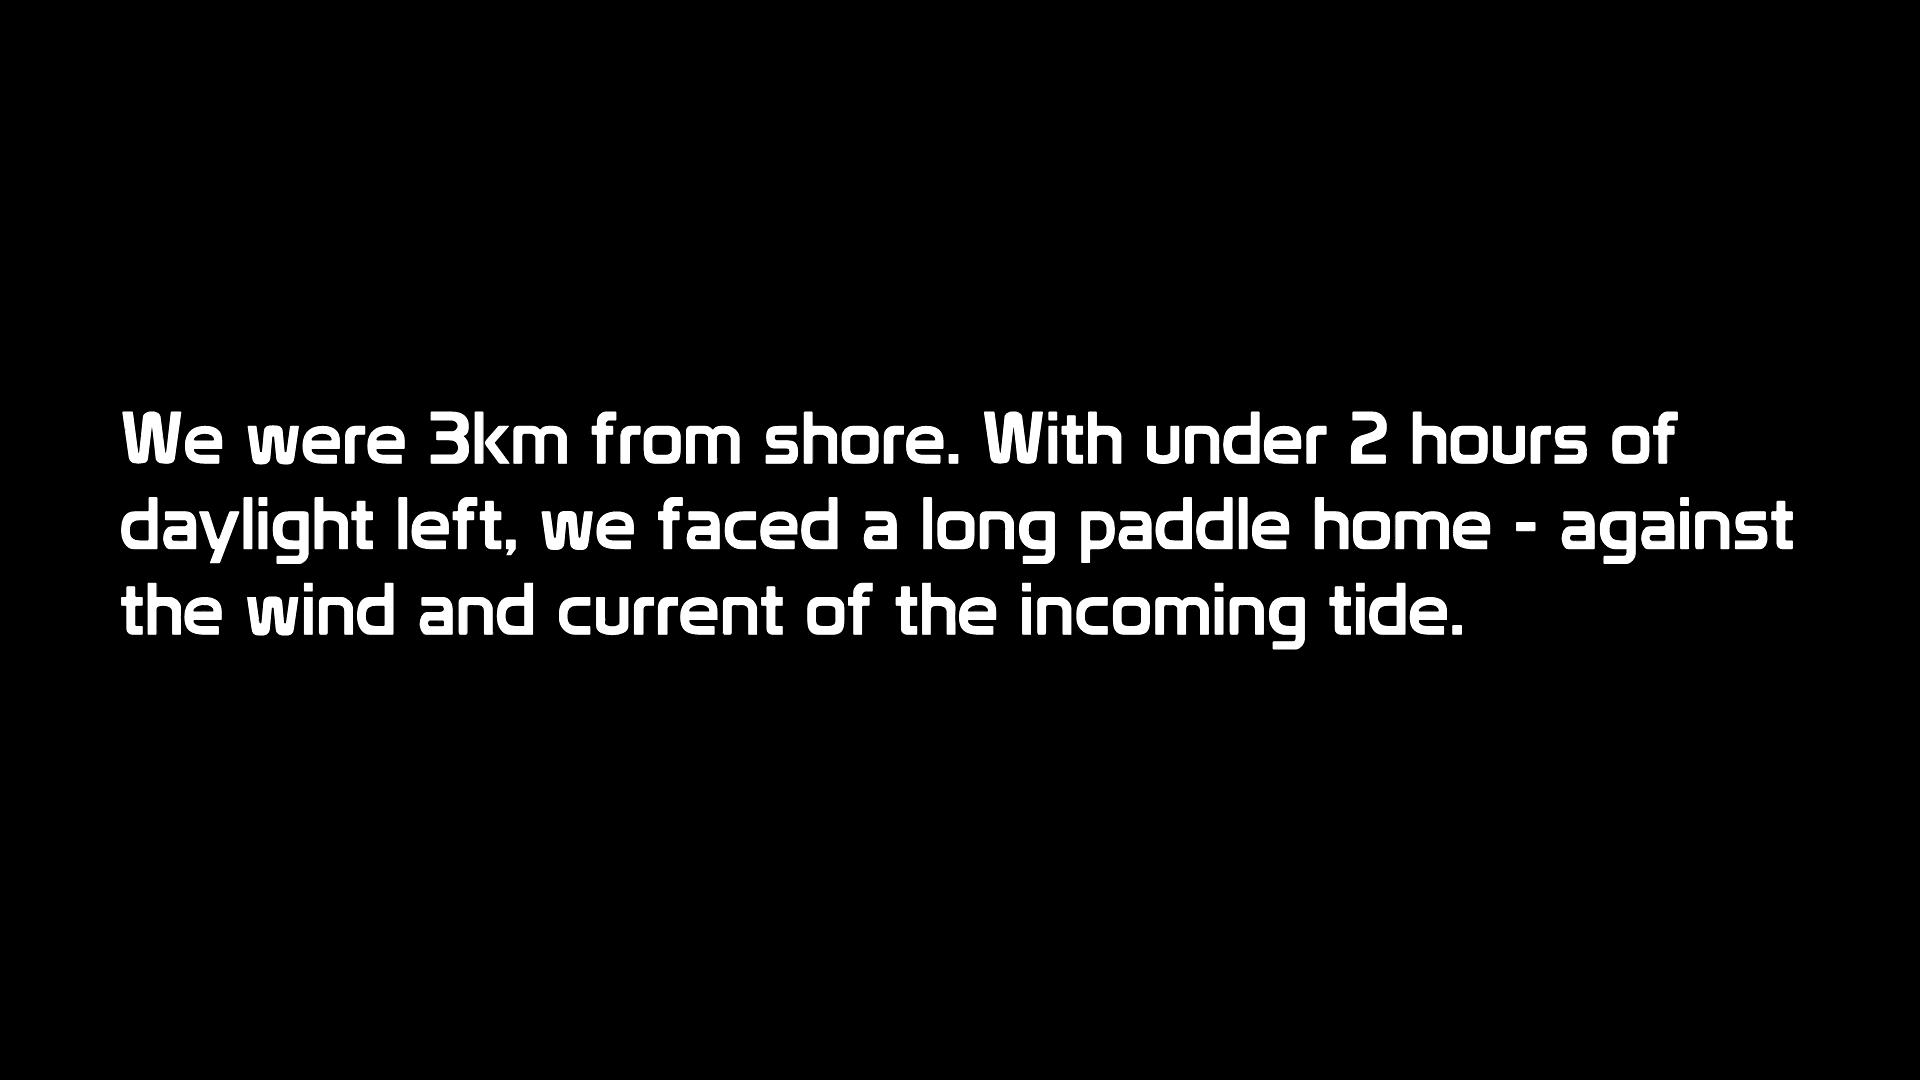 We were 3km from shore. With under 2 hours of
daylight left, we faced a long paddle home - against
the wind and current of the incoming tide.